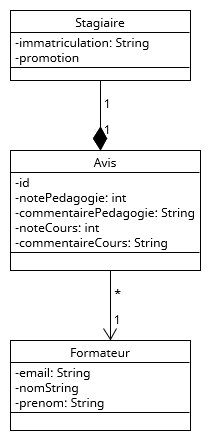 Stagiaire
-immatriculation: String
-promotion
1
1
Avis
-id
-notePedagogie: int
-commentairePedagogie: String
-noteCours: int
-commentaireCours: String
*
1
Formateur
-email: String
-nomString
-prenom: String